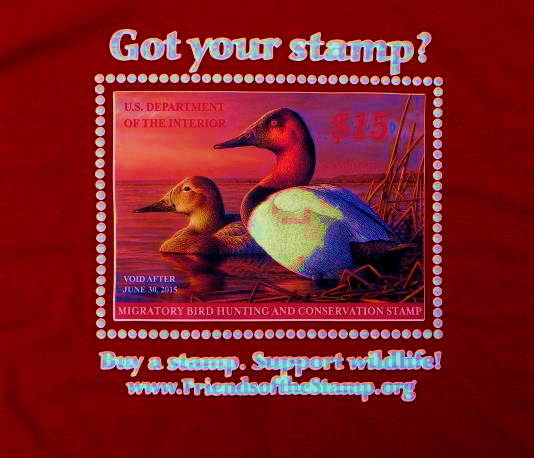 Got your stamp?
U.S. DEPARTMENT
OF THE INTERIOR
$15
VOID AFTER
JUNE 30, 2015
MIGRATORY BIRD HUNTING AND CONSERVATION STAMP
Buy a stamp. Support wildlife!
www.FriendsoftheStamp.org